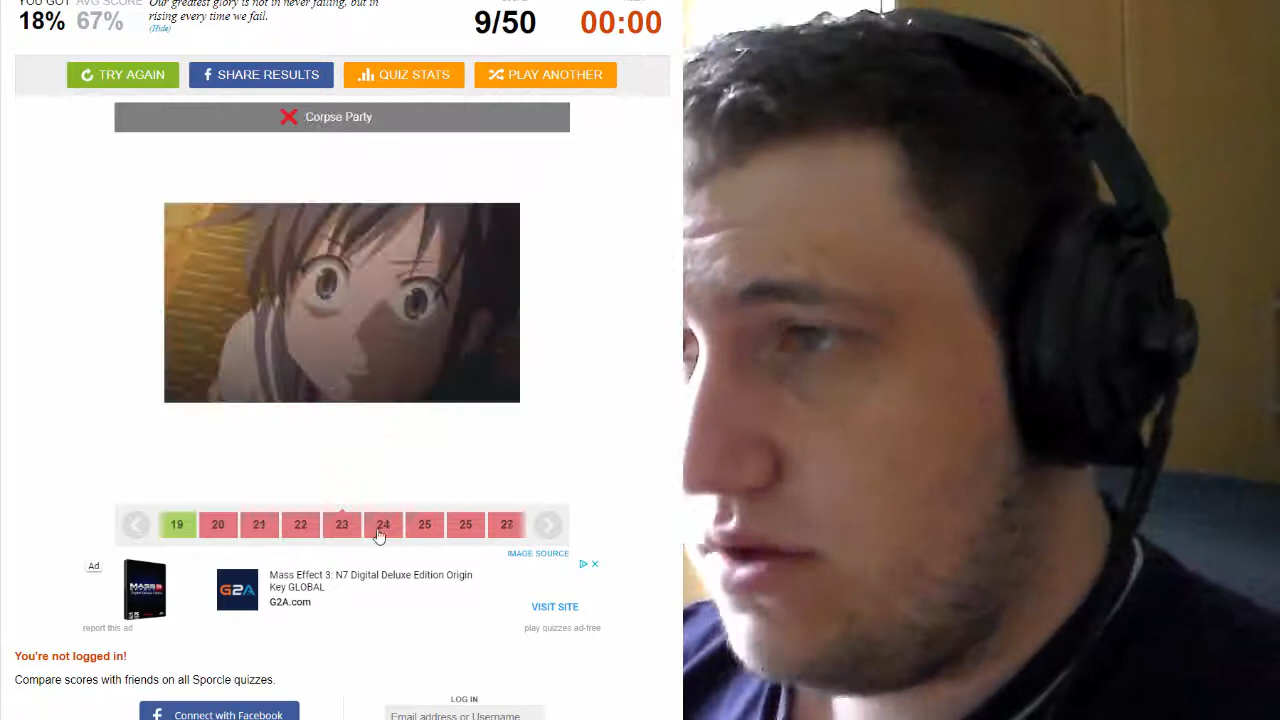 YOU GOT AVG SCORE
18% 67%
Our greatest glory is not in never falling, but in
rising every time we fail.
(Hide)
9/50
00:00
TRY AGAIN
f SHARE RESULTS
QUIZ STATS
PLAY ANOTHER
Corpse Party
19 20 21 22 23 24 25 25 27
IMAGE SOURCE
Ad
G2A
Mass Effect 3: N7 Digital Deluxe Edition Origin
Key GLOBAL
G2A.com
VISIT SITE
report this ad
play quizzes ad-free
You're not logged in!
Compare scores with friends on all Sporcle quizzes.
f Connect with Facebook
LOG IN
Email address or Username